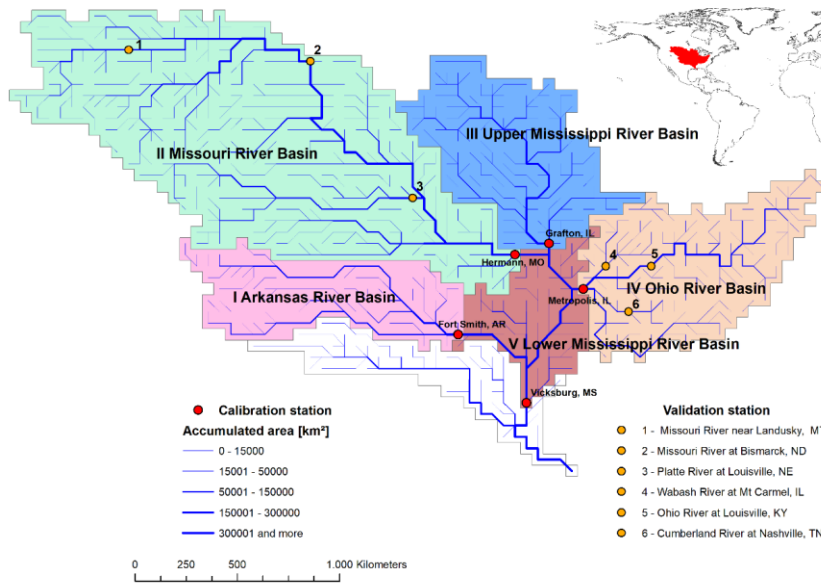 1
2
III Upper Mississippi River Basin
II Missouri River Basin
3
Grafton, IL
Hermann, MO
4
5
Metropolis, IL
IV Ohio River Basin
I Arkansas River Basin
6
Fort Smith, AR
V Lower Mississippi River Basin
Vicksburg, MS
Calibration station
Accumulated area [km²]
0 - 15000
15001 - 50000
50001 - 150000
150001 - 300000
300001 and more
Validation station
1 - Missouri River near Landusky, MT
2 - Missouri River at Bismarck, ND
3 - Platte River at Louisville, NE
4 - Wabash River at Mt Carmel, IL
5 - Ohio River at Louisville, KY
6 - Cumberland River at Nashville, TN
0 250 500 1.000 Kilometers